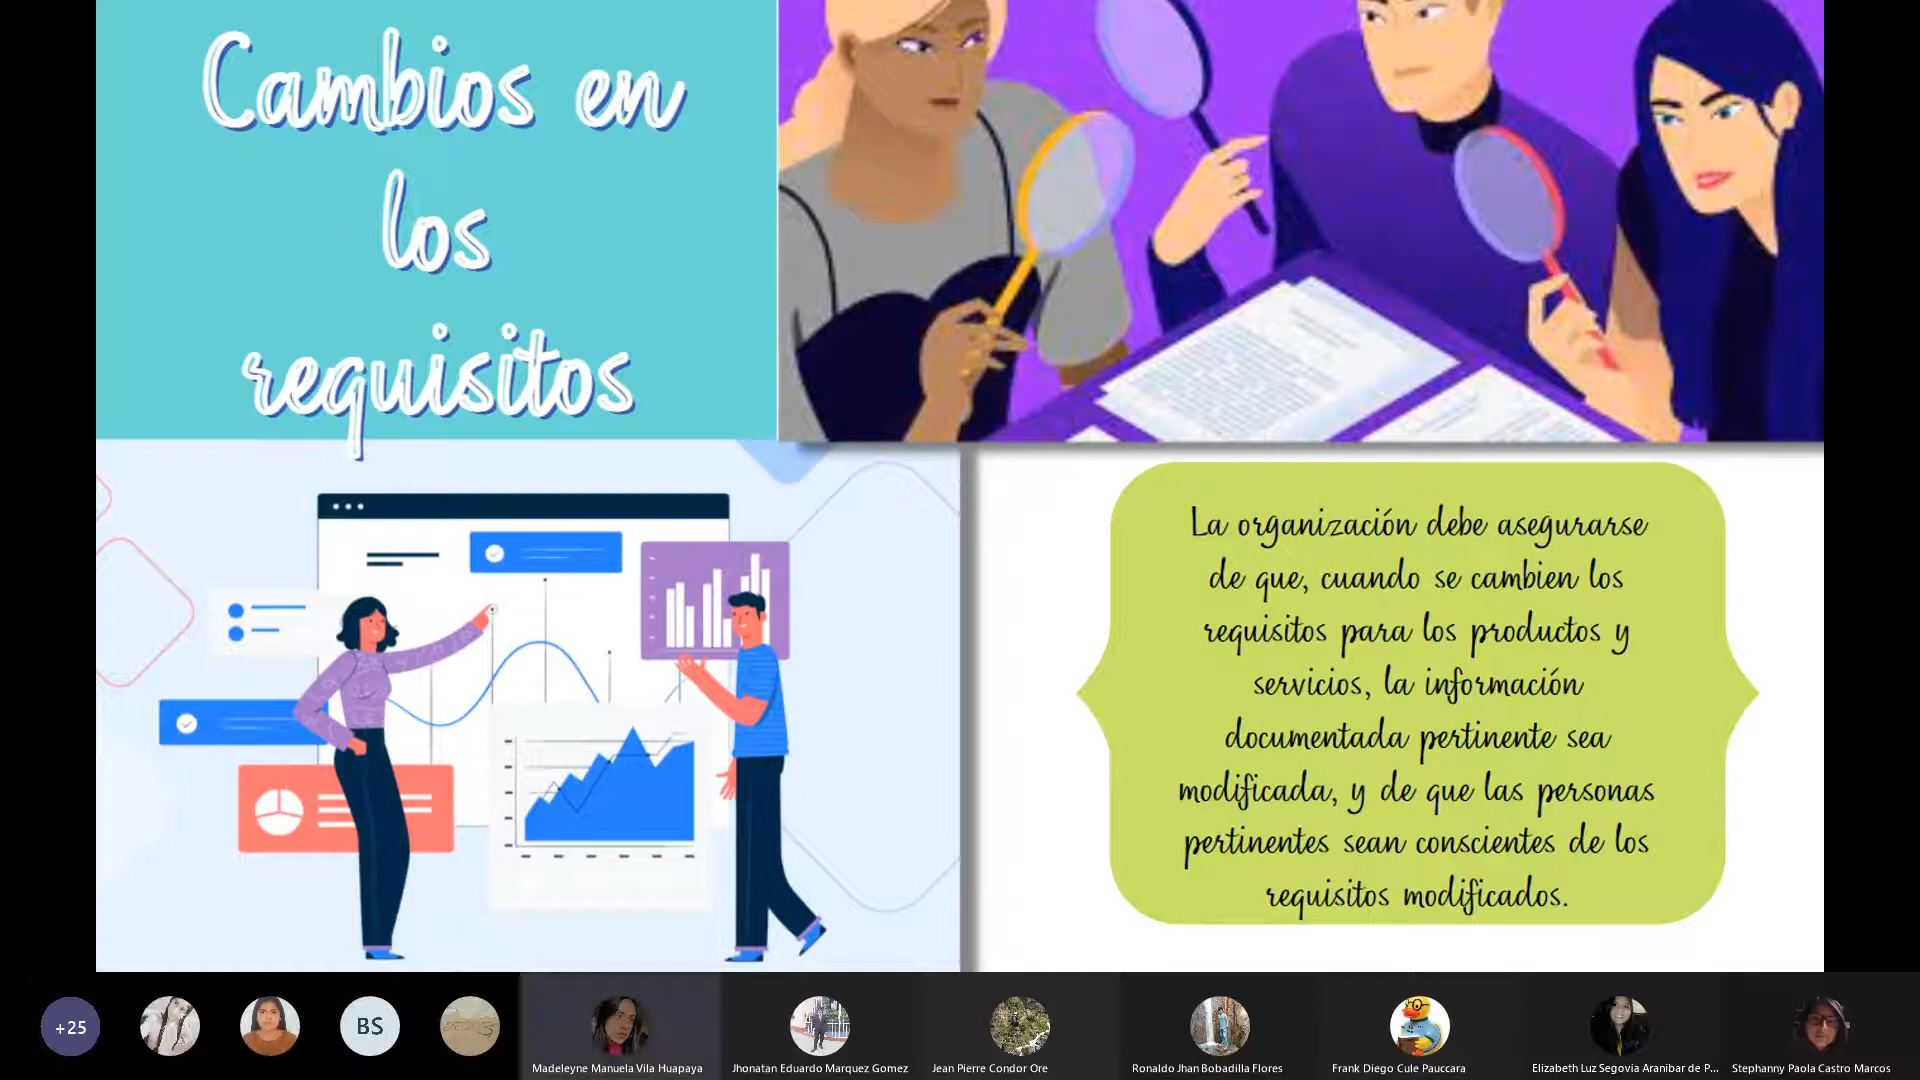 Cambios en
los
requisitos
La organización debe asegurarse
de que, cuando se cambien los
requisitos para los productos y
servicios, la información
documentada pertinente sea
modificada, y de que las personas
pertinentes sean conscientes de los
requisitos modificados.
+25
BS
Madeleyne Manuela Vila Huapaya
Jhonatan Eduardo Marquez Gomez
Jean Pierre Condor Ore
Ronaldo Jhan Bobadilla Flores
Frank Diego Cule Pauccara
Elizabeth Luz Segovia Aranibar de P...
Stephanny Paola Castro Marcos